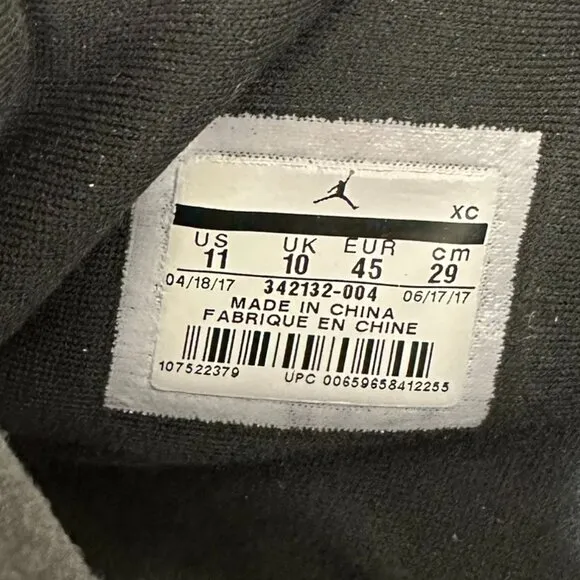 XC
US UK EUR cm
11 10 45 29
04/18/17 342132-004 06/17/17
MADE IN CHINA
FABRIQUE EN CHINE
107522379 UPC 00659658412255